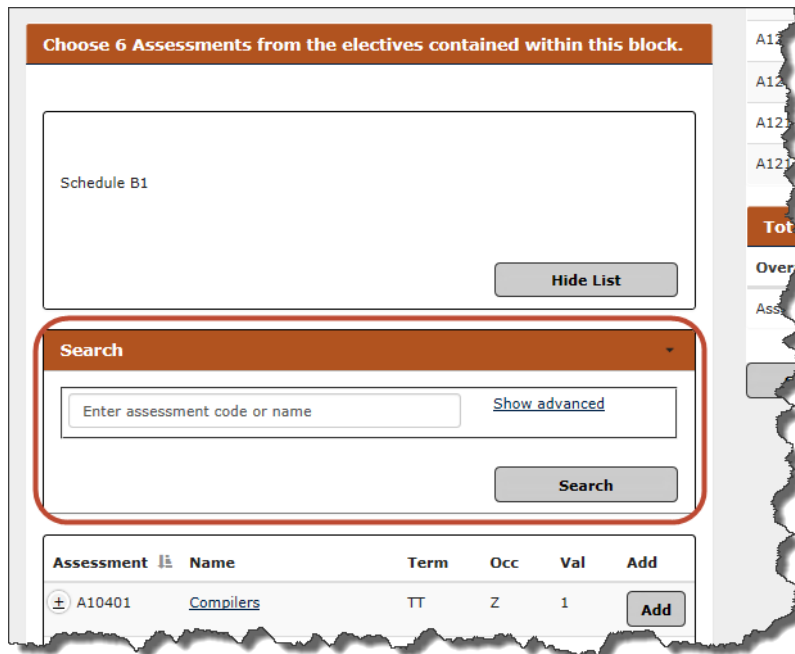 Choose 6 Assessments from the electives contained within this block.
Schedule B1
Hide List
Search
Enter assessment code or name
Show advanced
Search
Assessment Name Term Occ Val Add
± A10401 Compilers TT Z 1 Add